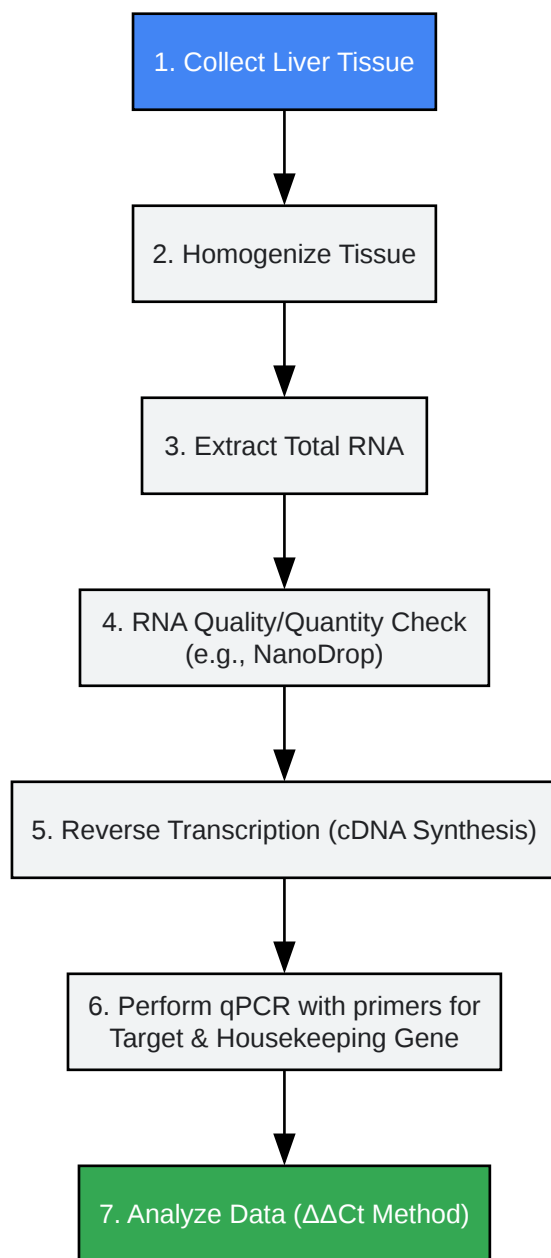 1. Collect Liver Tissue
2. Homogenize Tissue
3. Extract Total RNA
4. RNA Quality/Quantity Check
(e.g., NanoDrop)
5. Reverse Transcription (cDNA Synthesis)
6. Perform qPCR with primers for
Target & Housekeeping Gene
7. Analyze Data (ΔΔCt Method)